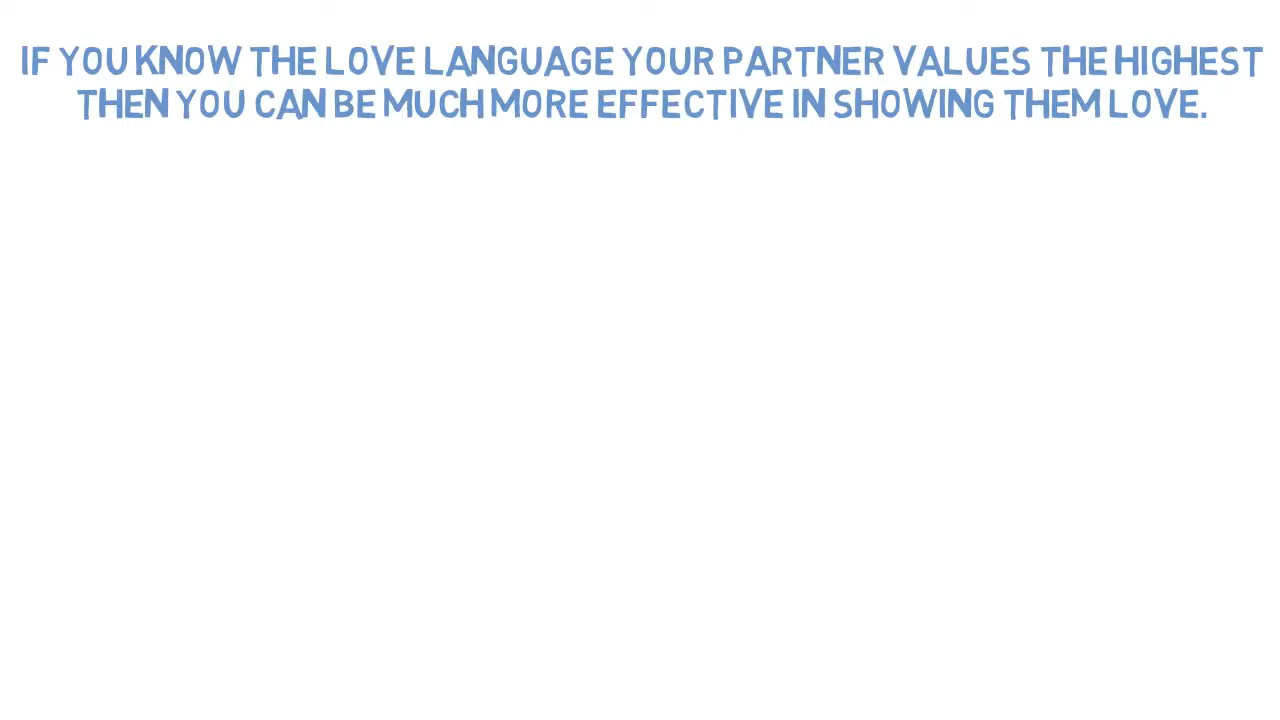 IF YOU KNOW THE LOVE LANGUAGE YOUR PARTNER VALUES THE HIGHEST
THEN YOU CAN BE MUCH MORE EFFECTIVE IN SHOWING THEM LOVE.